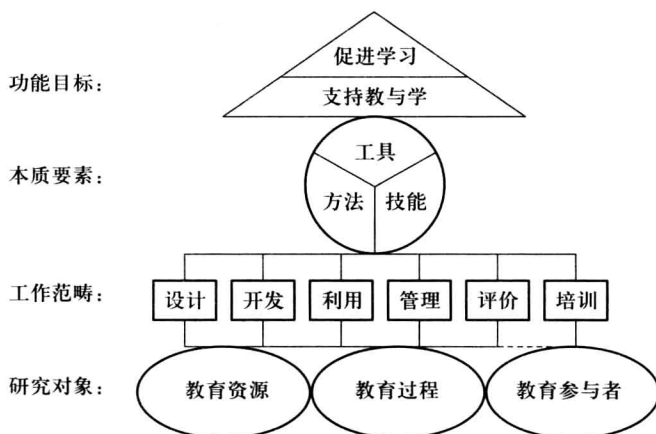 促进学习
功能目标：
支持教与学
工具
本质要素：
方法 技能
工作范畴： 设计 开发 利用 管理 评价 培训
研究对象： 教育资源 教育过程 教育参与者